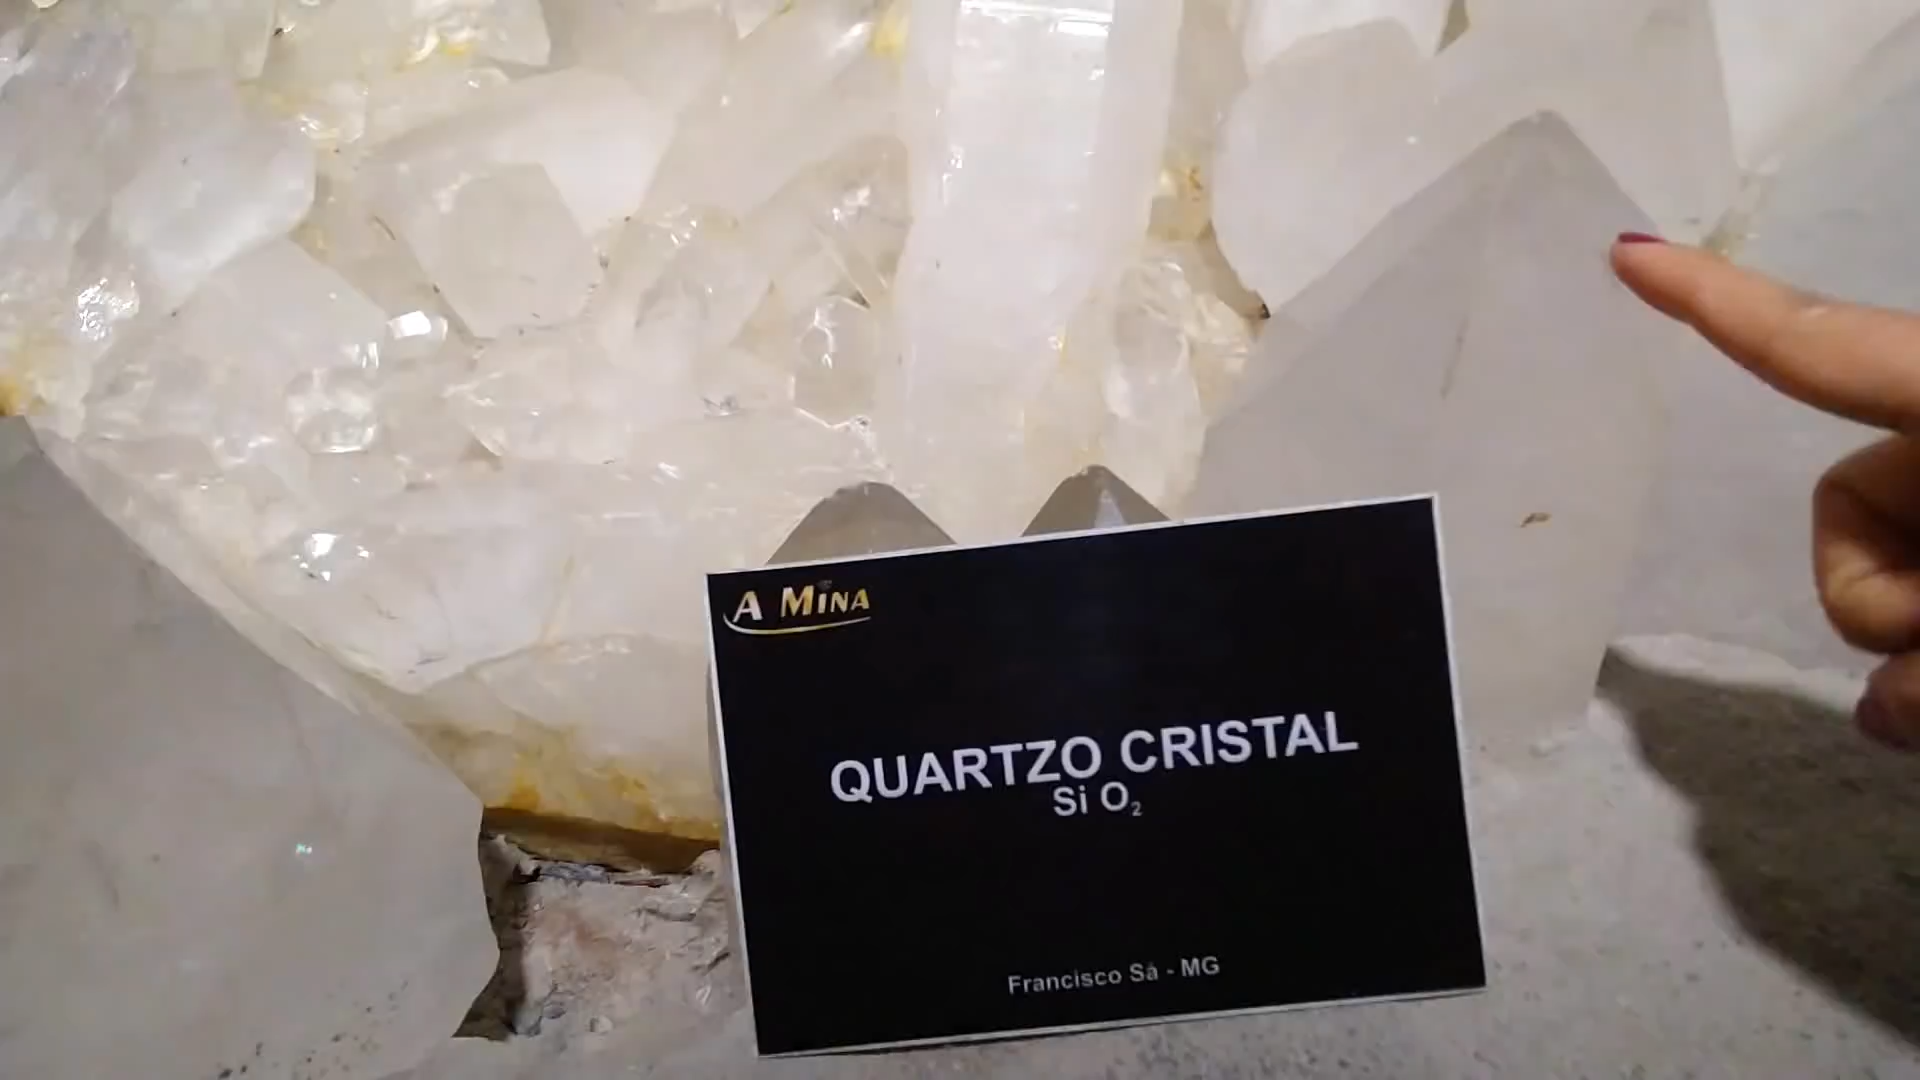 A MINA
QUARTZO CRISTAL
Si O₂
Francisco Sá - MG